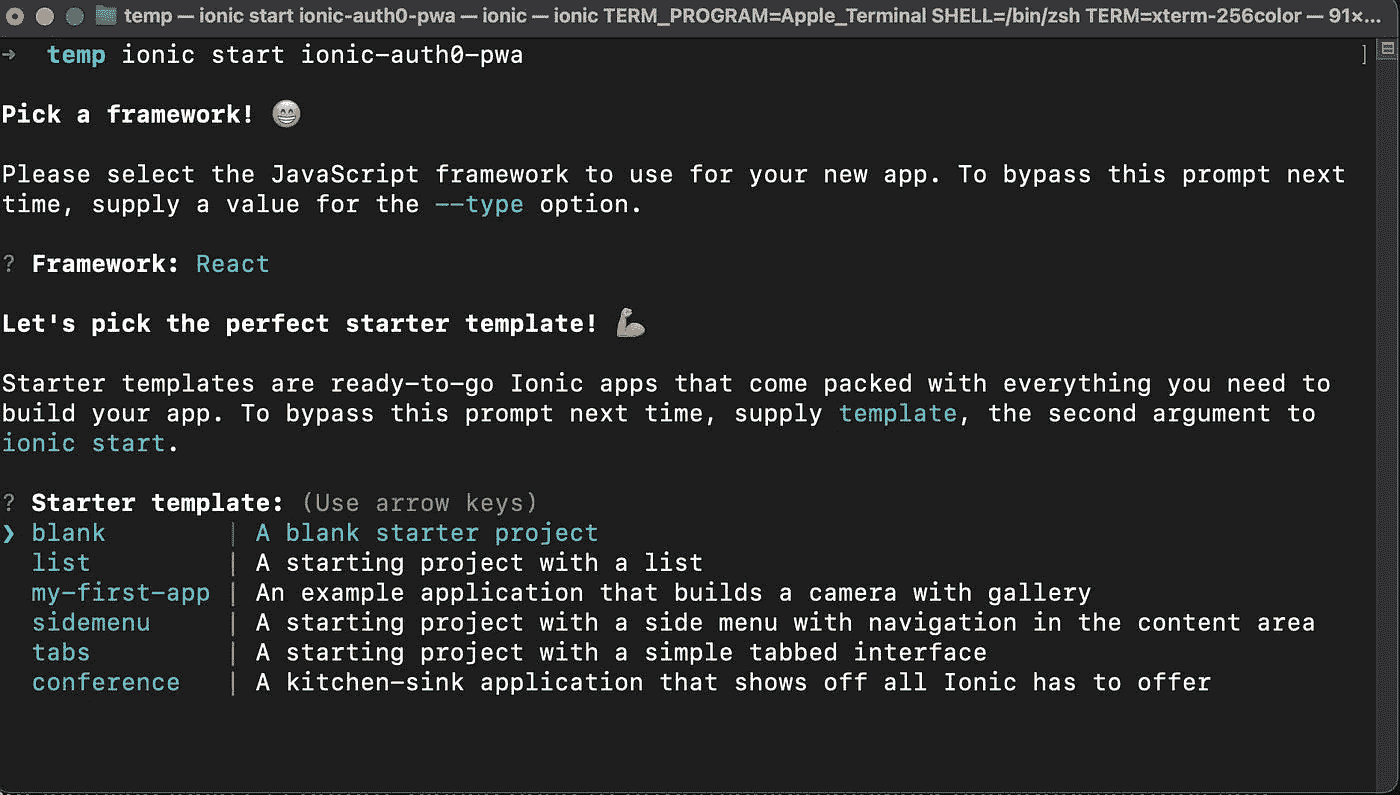 temp — ionic start ionic-auth0-pwa — ionic — ionic TERM_PROGRAM=Apple_Terminal SHELL=/bin/zsh TERM=xterm-256color — 91×...
→ temp ionic start ionic-auth0-pwa ]
Pick a framework! 😁
Please select the JavaScript framework to use for your new app. To bypass this prompt next
time, supply a value for the --type option.
? Framework: React
Let's pick the perfect starter template! 💪
Starter templates are ready-to-go Ionic apps that come packed with everything you need to
build your app. To bypass this prompt next time, supply template, the second argument to
ionic start.
? Starter template: (Use arrow keys)
❯ blank | A blank starter project
list | A starting project with a list
my-first-app | An example application that builds a camera with gallery
sidemenu | A starting project with a side menu with navigation in the content area
tabs | A starting project with a simple tabbed interface
conference | A kitchen-sink application that shows off all Ionic has to offer